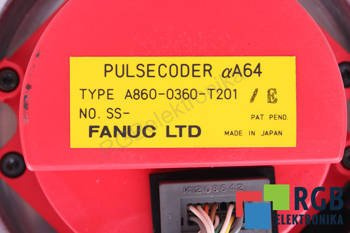 PULSECODER αA64
TYPE A860-0360-T201 / E
NO. SS-
PAT PEND.
FANUC LTD
MADE IN JAPAN
RGB
ELEKTRONIKA